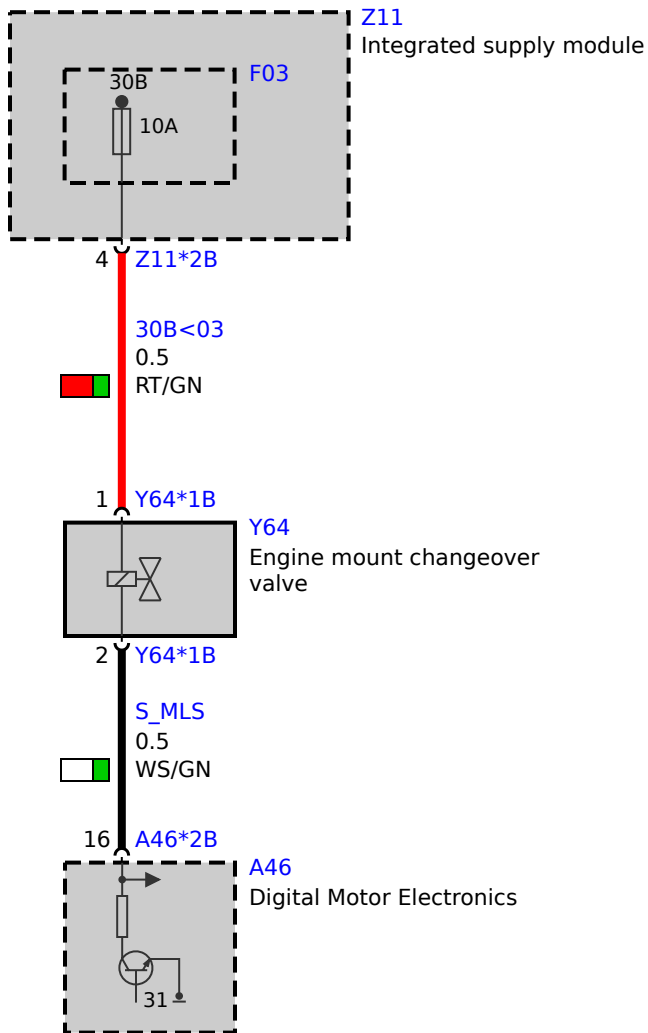 Z11
Integrated supply module
F03
30B
10A
4 Z11*2B
30B<03
0.5
RT/GN
1 Y64*1B
Y64
Engine mount changeover
valve
2 Y64*1B
S_MLS
0.5
WS/GN
16 A46*2B
A46
Digital Motor Electronics
31